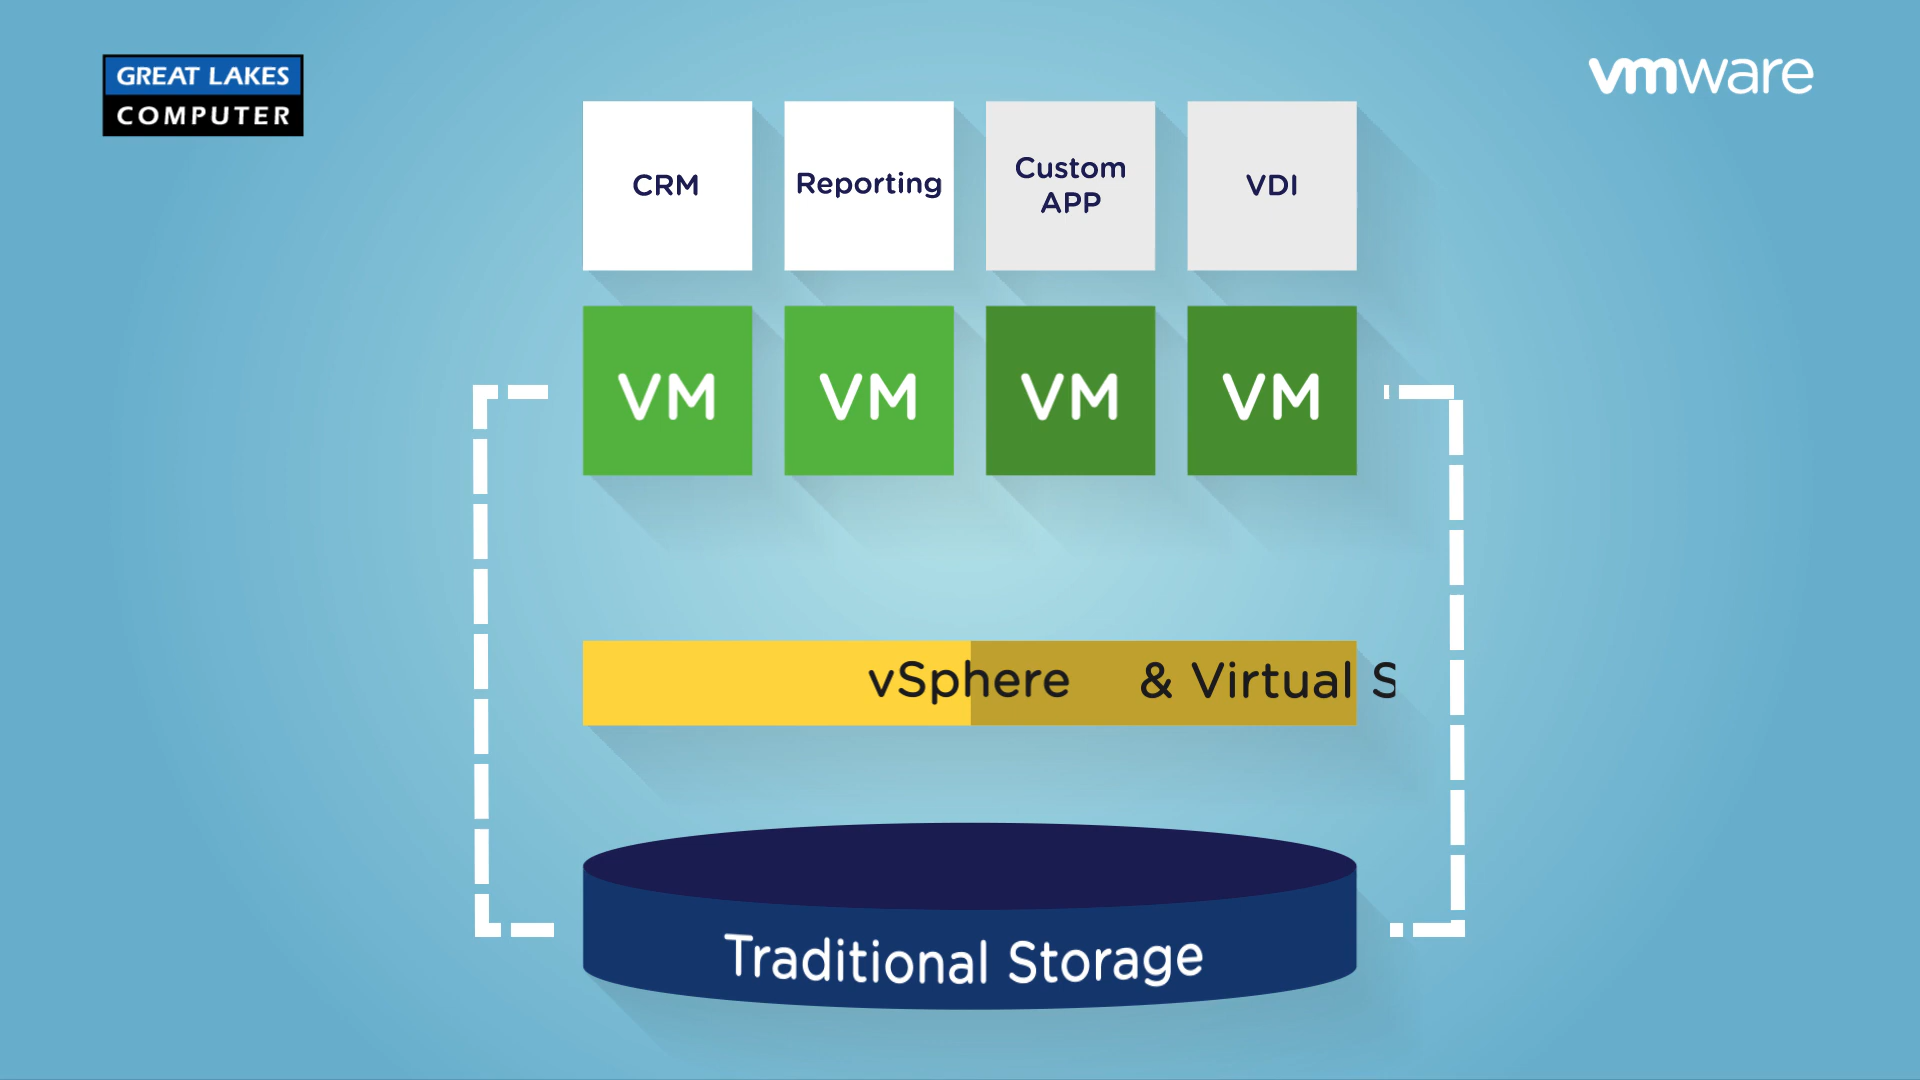 GREAT LAKES
COMPUTER
vmware
CRM
Reporting
Custom
APP
VDI
VM
VM
VM
VM
vSphere & Virtual S
Traditional Storage